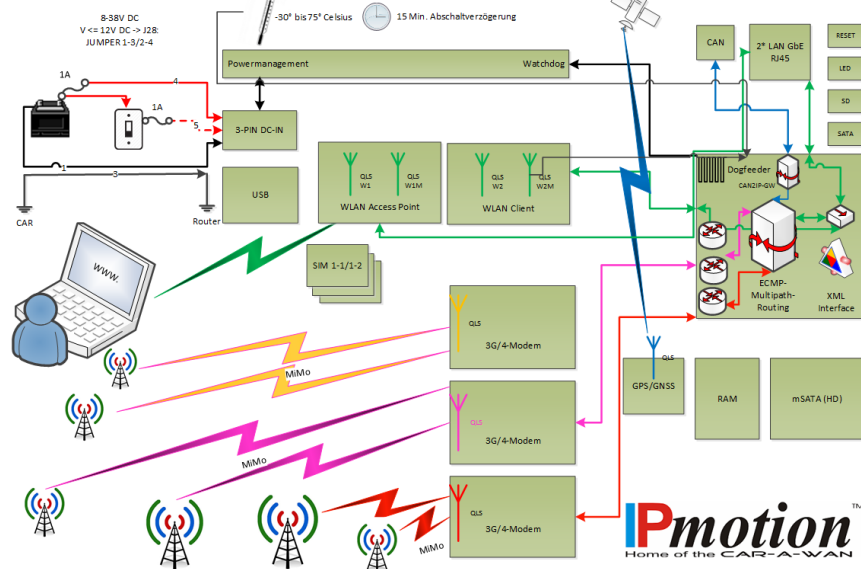 8-38V DC
V <= 12V DC -> J28:
JUMPER 1-3/2-4
-30° bis 75° Celsius
15 Min. Abschaltverzögerung
Powermanagement
Watchdog
CAN
2* LAN GbE
RJ45
RESET
LED
SD
SATA
1A
4
1A
5
3-PIN DC-IN
1
3
CAR
Router
USB
QLS
W1
QLS
W1M
WLAN Access Point
QLS
W2
QLS
W2M
WLAN Client
Dogfeeder
CAN2IP-GW
ECMP-
Multipath-
Routing
XML
Interface
www.
SIM 1-1/1-2
QLS
3G/4-Modem
MiMo
QLS
3G/4-Modem
MiMo
QLS
3G/4-Modem
MiMo
QLS
GPS/GNSS
RAM
mSATA (HD)
IPmotion™
Home of the CAR-A-WAN